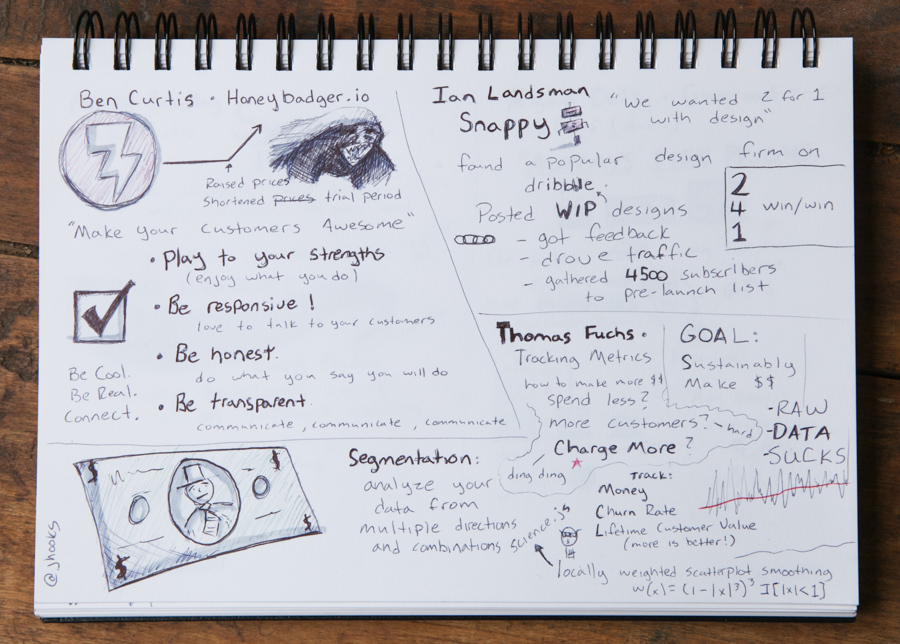 Ben Curtis · Honeybadger.io
Raised prices
Shortened prices trial period
"Make your customers Awesome"
• Play to your strengths
(enjoy what you do)
• Be responsive!
love to talk to your customers
• Be honest.
do what you say you will do
• Be transparent
communicate, communicate, communicate
Be Cool.
Be Real.
Connect.
Ian Landsman
Snappy
"we wanted 2 for 1
with design"
found a popular design firm on
dribbble.
2
4 win/win
1
Posted WIP designs
- got feedback
- drove traffic
- gathered 4500 subscribers
to pre-launch list
Thomas Fuchs.
Tracking Metrics
how to make more $$
spend less?
more customers? ~ hard
Charge More?
ding ding
GOAL:
Sustainably
Make $$
- RAW
- DATA
- SUCKS
Track:
Money
Churn Rate
Lifetime Customer Value
(more is better!)
Segmentation:
analyze your
data from
multiple directions
and combinations
science.js
locally weighted scatterplot smoothing
w(x) = (1-|x|³)³ I[|x|<1]
$
$
$
$
@jhooks